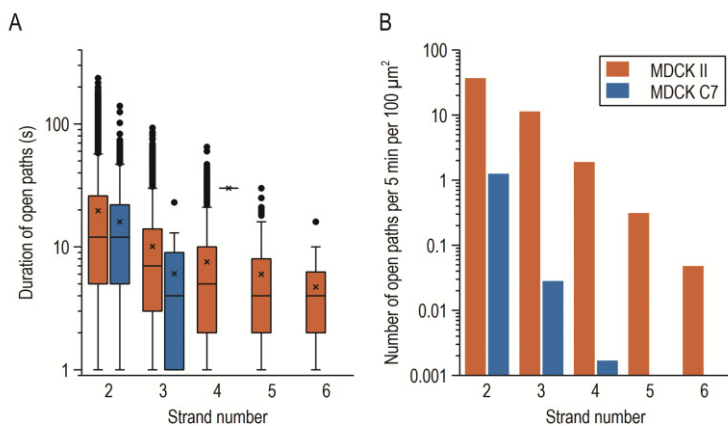 A
Duration of open paths (s)
100
10
1
2 3 4 5 6
Strand number
B
Number of open paths per 5 min per 100 µm²
100
10
1
0.1
0.01
0.001
MDCK II
MDCK C7
2 3 4 5 6
Strand number